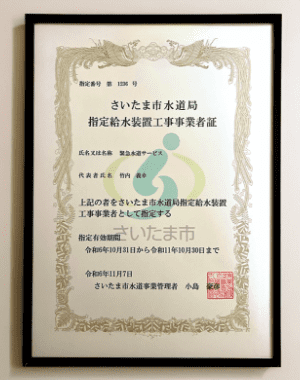 指定番号 第 1596 号
さいたま市水道局
指定給水装置工事事業者証
氏名又は名称 緊急水道サービス
代表者氏名 竹内
上記の者をさいたま市水道局指定給水装置
工事事業者として指定する
指定有効期間
令和6年10月31日から令和11年10月30日まで
さいたま市
令和6年11月7日
さいたま市水道事業管理者 小島